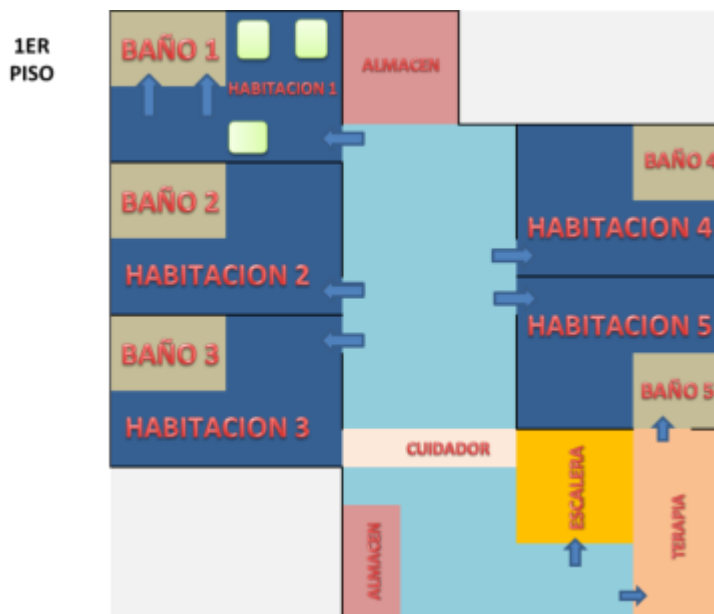 1ER
PISO
BAÑO 1
HABITACION 1
ALMACEN
BAÑO 2
HABITACION 2
BAÑO 3
HABITACION 3
BAÑO 4
HABITACION 4
HABITACION 5
BAÑO 5
CUIDADOR
ESCALERA
TERAPIA
ALMACEN